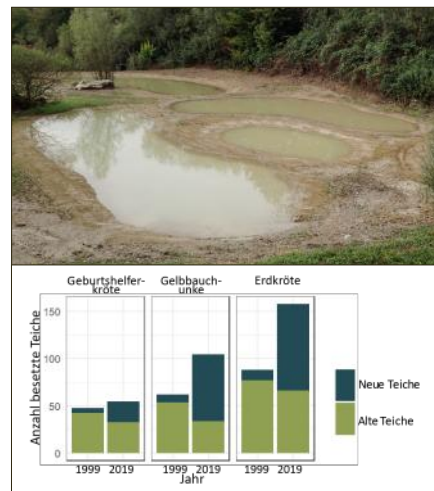 Geburtshelfer-
kröte
Gelbbauch-
unke
Erdkröte
Anzahl besetzte Teiche
150
100
50
0
Neue Teiche
Alte Teiche
1999 2019
1999 2019
1999 2019
Jahr